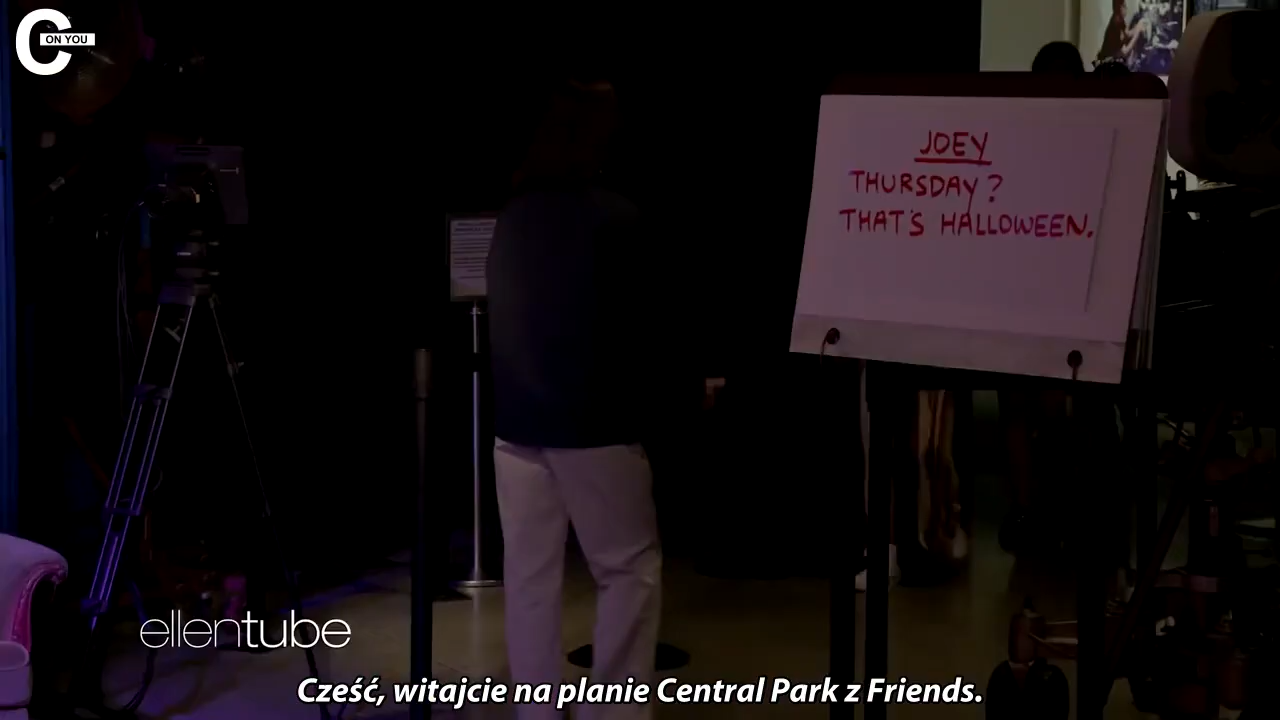 C
ON YOU
JOEY
THURSDAY?
THAT'S HALLOWEEN.
ellentube
Cześć, witajcie na planie Central Park z Friends.